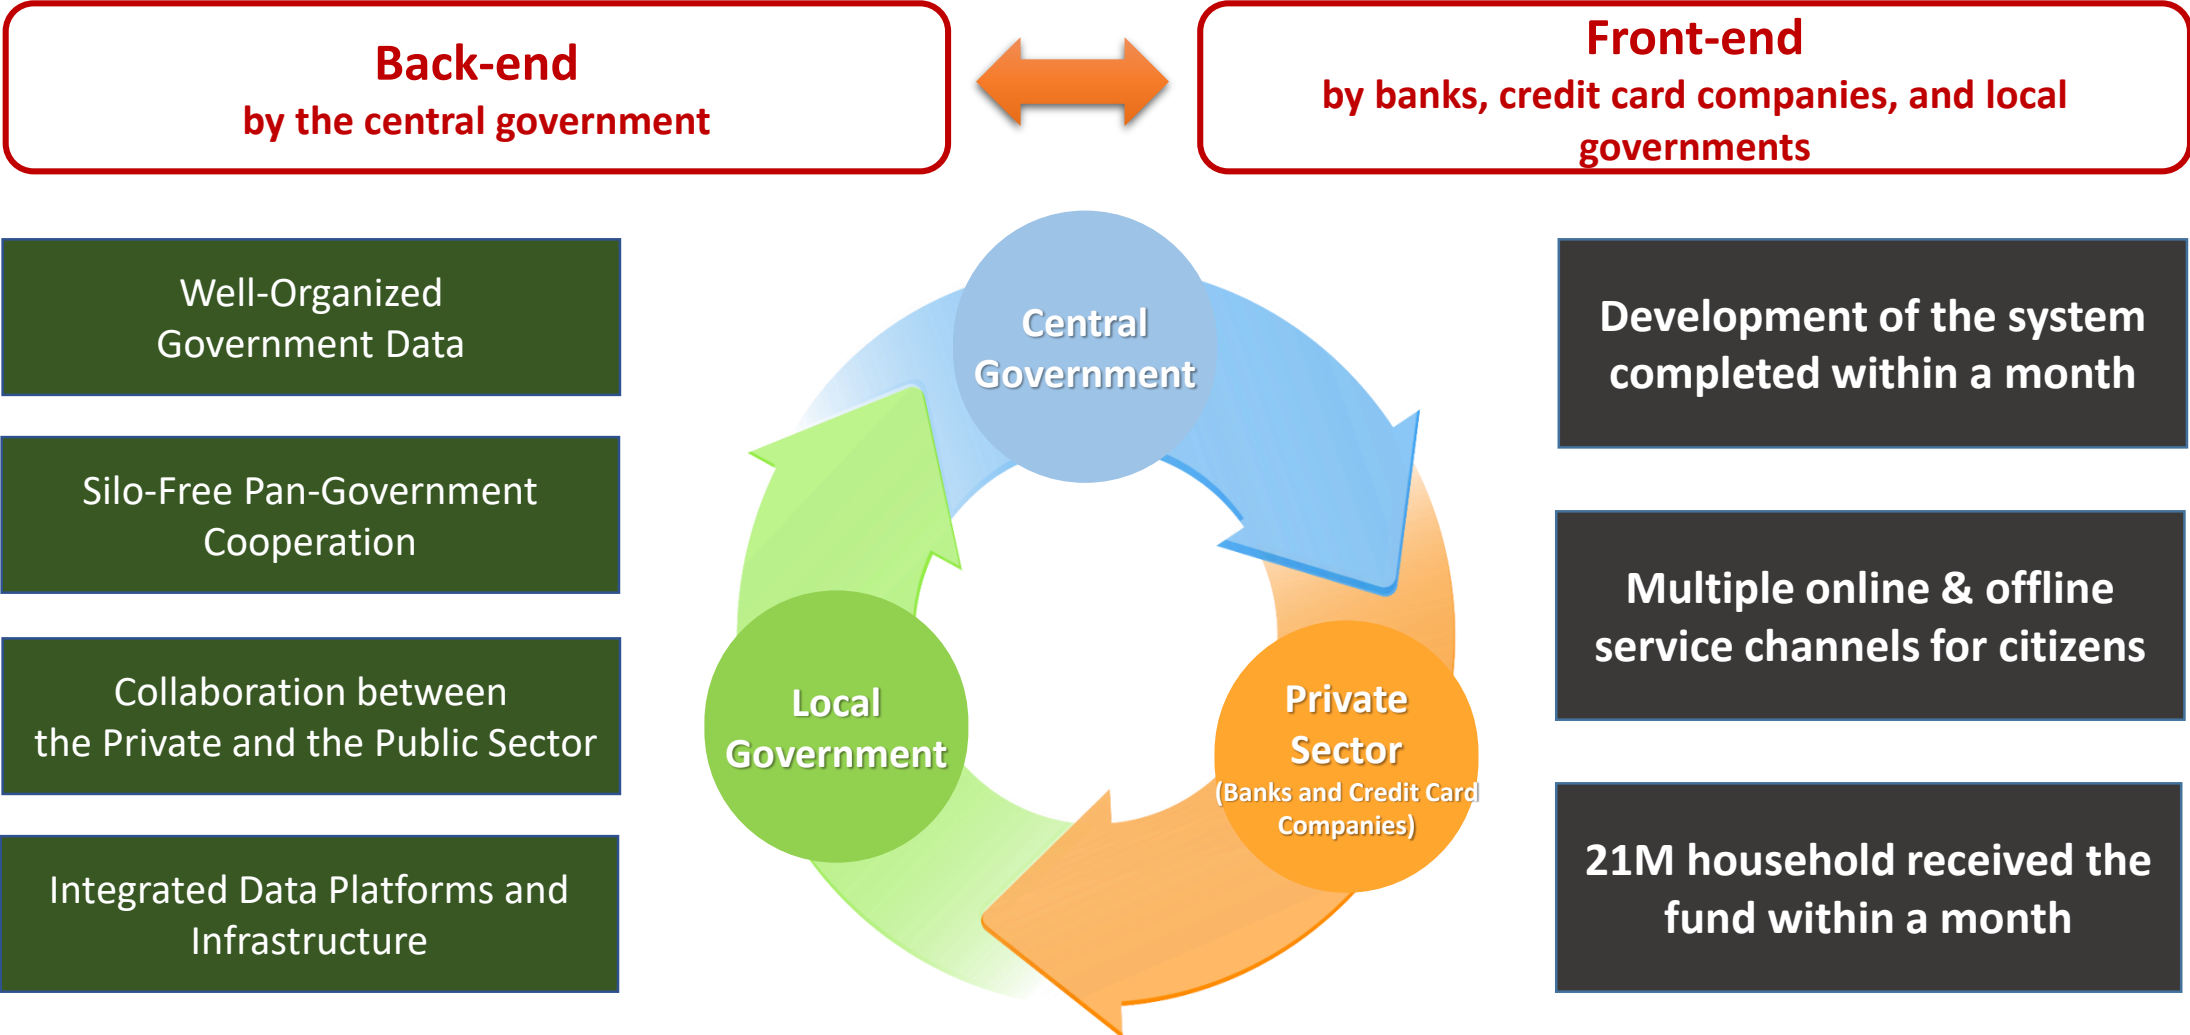 Back-end
by the central government
Front-end
by banks, credit card companies, and local
governments
Well-Organized
Government Data
Silo-Free Pan-Government
Cooperation
Collaboration between
the Private and the Public Sector
Integrated Data Platforms and
Infrastructure
Central
Government
Local
Government
Private
Sector
(Banks and Credit Card
Companies)
Development of the system
completed within a month
Multiple online & offline
service channels for citizens
21M household received the
fund within a month